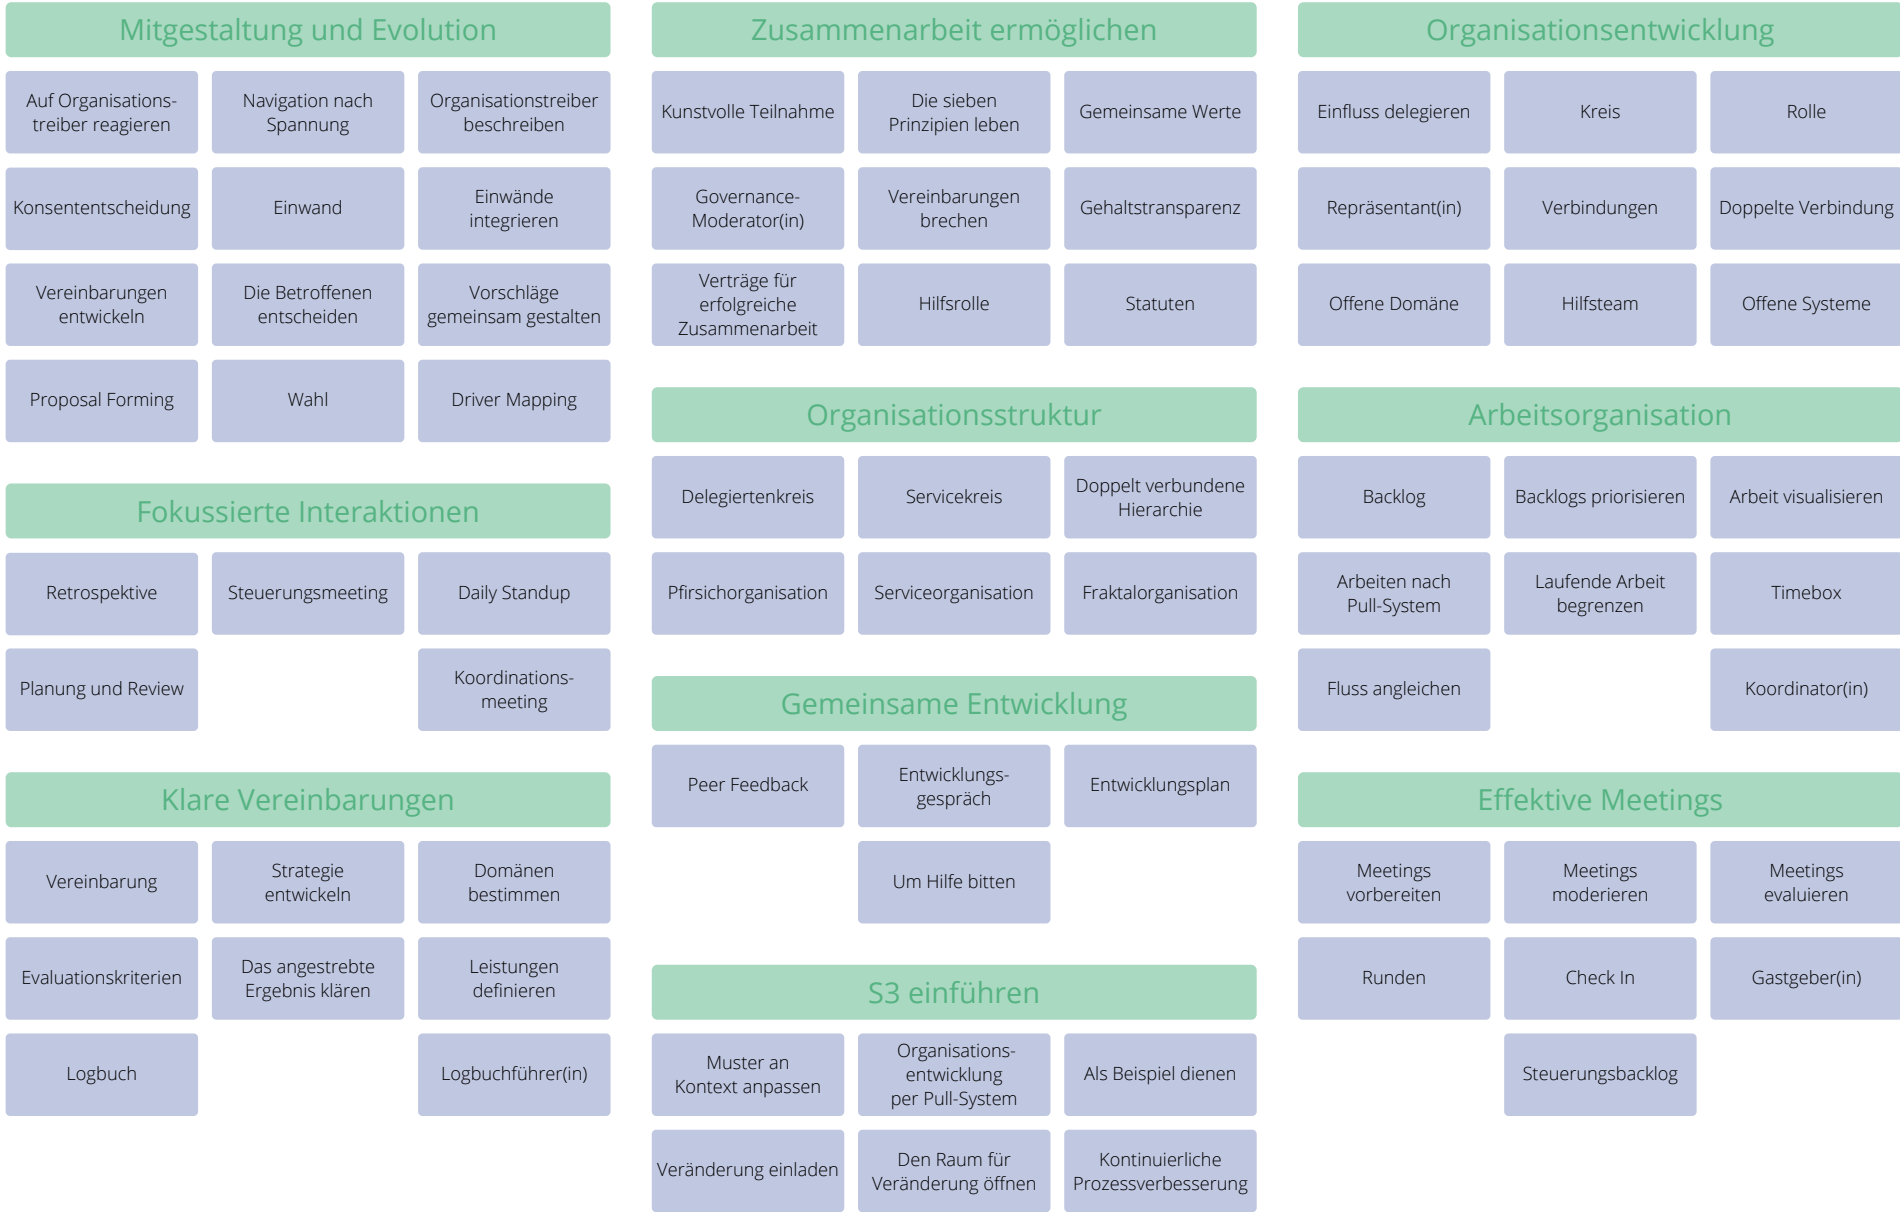 Mitgestaltung und Evolution
Auf Organisations-
treiber reagieren
Navigation nach
Spannung
Organisationstreiber
beschreiben
Konsententscheidung
Einwand
Einwände
integrieren
Vereinbarungen
entwickeln
Die Betroffenen
entscheiden
Vorschläge
gemeinsam gestalten
Proposal Forming
Wahl
Driver Mapping
Fokussierte Interaktionen
Retrospektive
Steuerungsmeeting
Daily Standup
Planung und Review
Koordinations-
meeting
Klare Vereinbarungen
Vereinbarung
Strategie
entwickeln
Domänen
bestimmen
Evaluationskriterien
Das angestrebte
Ergebnis klären
Leistungen
definieren
Logbuch
Logbuchführer(in)
Zusammenarbeit ermöglichen
Kunstvolle Teilnahme
Die sieben
Prinzipien leben
Gemeinsame Werte
Governance-
Moderator(in)
Vereinbarungen
brechen
Gehaltstransparenz
Verträge für
erfolgreiche
Zusammenarbeit
Hilfsrolle
Statuten
Organisationsstruktur
Delegiertenkreis
Servicekreis
Doppelt verbundene
Hierarchie
Pfirsichorganisation
Serviceorganisation
Fraktalorganisation
Gemeinsame Entwicklung
Peer Feedback
Entwicklungs-
gespräch
Entwicklungsplan
Um Hilfe bitten
S3 einführen
Muster an
Kontext anpassen
Organisations-
entwicklung
per Pull-System
Als Beispiel dienen
Veränderung einladen
Den Raum für
Veränderung öffnen
Kontinuierliche
Prozessverbesserung
Organisationsentwicklung
Einfluss delegieren
Kreis
Rolle
Repräsentant(in)
Verbindungen
Doppelte Verbindung
Offene Domäne
Hilfsteam
Offene Systeme
Arbeitsorganisation
Backlog
Backlogs priorisieren
Arbeit visualisieren
Arbeiten nach
Pull-System
Laufende Arbeit
begrenzen
Timebox
Fluss angleichen
Koordinator(in)
Effektive Meetings
Meetings
vorbereiten
Meetings
moderieren
Meetings
evaluieren
Runden
Check In
Gastgeber(in)
Steuerungsbacklog